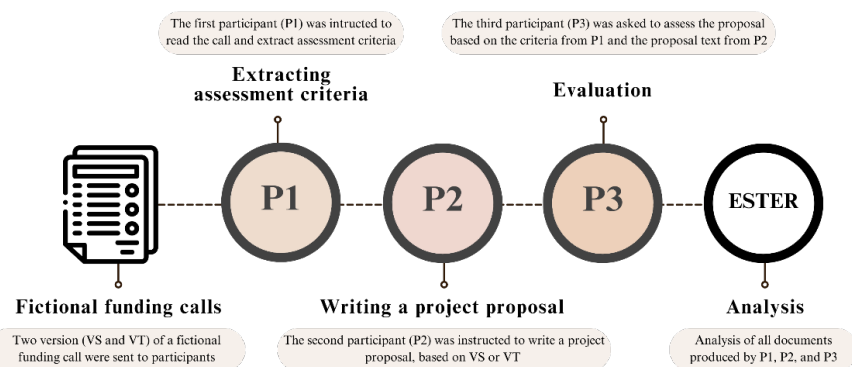 The first participant (P1) was intructed to
read the call and extract assessment criteria
The third participant (P3) was asked to assess the proposal
based on the criteria from P1 and the proposal text from P2
Extracting
assessment criteria
Evaluation
P1
P2
P3
ESTER
Fictional funding calls
Writing a project proposal
Analysis
Two version (VS and VT) of a fictional
funding call were sent to participants
The second participant (P2) was instructed to write a project
proposal, based on VS or VT
Analysis of all documents
produced by P1, P2, and P3